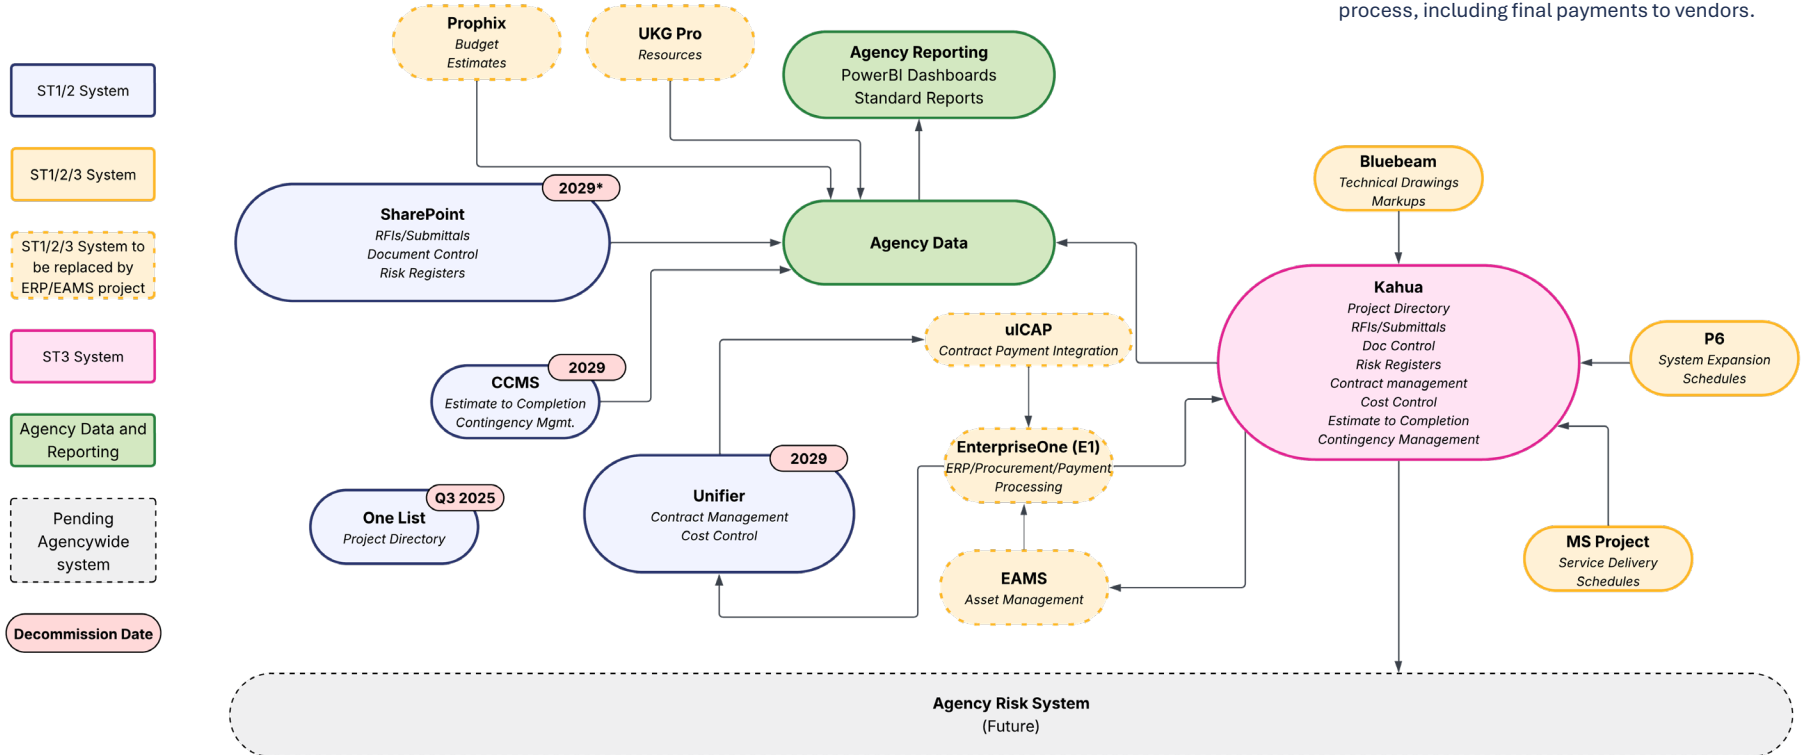 process, including final payments to vendors.
ST1/2 System
ST1/2/3 System
ST1/2/3 System to
be replaced by
ERP/EAMS project
ST3 System
Agency Data and
Reporting
Pending
Agencywide
system
Decommission Date
Prophix
Budget
Estimates
UKG Pro
Resources
Agency Reporting
PowerBI Dashboards
Standard Reports
2029*
SharePoint
RFIs/Submittals
Document Control
Risk Registers
Agency Data
Bluebeam
Technical Drawings
Markups
Kahua
Project Directory
RFIs/Submittals
Doc Control
Risk Registers
Contract management
Cost Control
Estimate to Completion
Contingency Management
P6
System Expansion
Schedules
uICAP
Contract Payment Integration
2029
CCMS
Estimate to Completion
Contingency Mgmt.
EnterpriseOne (E1)
ERP/Procurement/Payment
Processing
2029
Unifier
Contract Management
Cost Control
Q3 2025
One List
Project Directory
EAMS
Asset Management
MS Project
Service Delivery
Schedules
Agency Risk System
(Future)